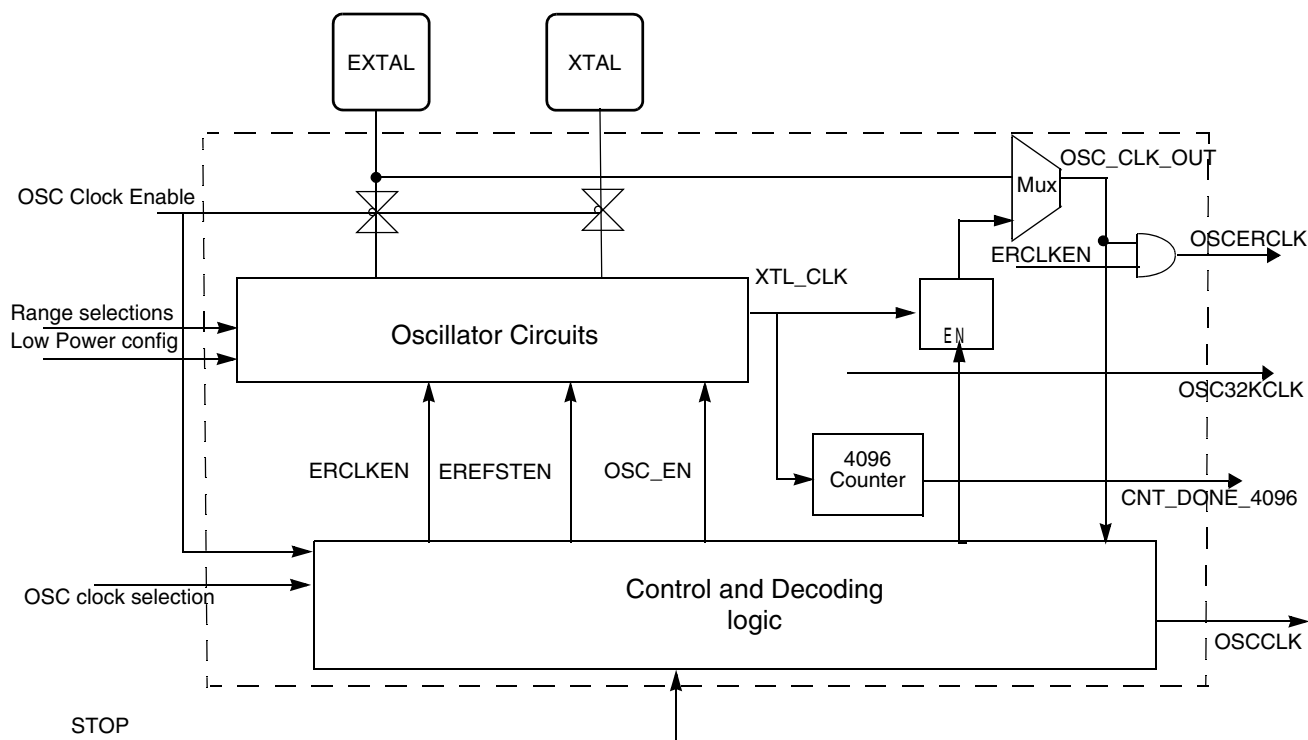 EXTAL
XTAL
OSC_CLK_OUT
Mux
OSC Clock Enable
OSCERCLK
ERCLKEN
XTL_CLK
Range selections
Oscillator Circuits
Low Power config
EN
OSC32KCLK
4096
Counter
ERCLKEN
EREFSTEN
OSC_EN
CNT_DONE_4096
Control and Decoding
logic
OSC clock selection
OSCCLK
STOP